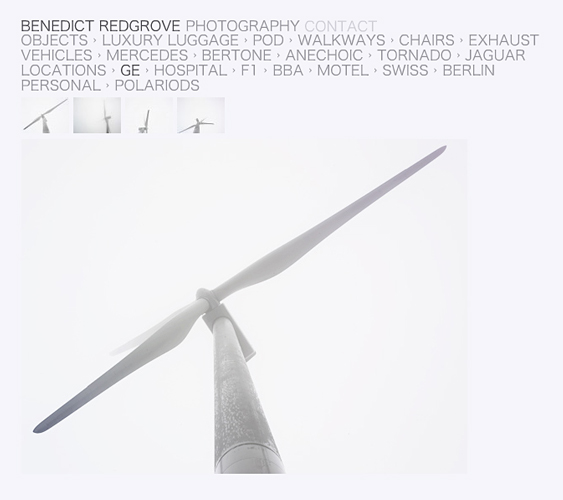 BENEDICT REDGROVE PHOTOGRAPHY CONTACT
OBJECTS › LUXURY LUGGAGE › POD › WALKWAYS › CHAIRS › EXHAUST
VEHICLES › MERCEDES › BERTONE › ANECHOIC › TORNADO › JAGUAR
LOCATIONS › GE › HOSPITAL › F1 › BBA › MOTEL › SWISS › BERLIN
PERSONAL › POLARIODS